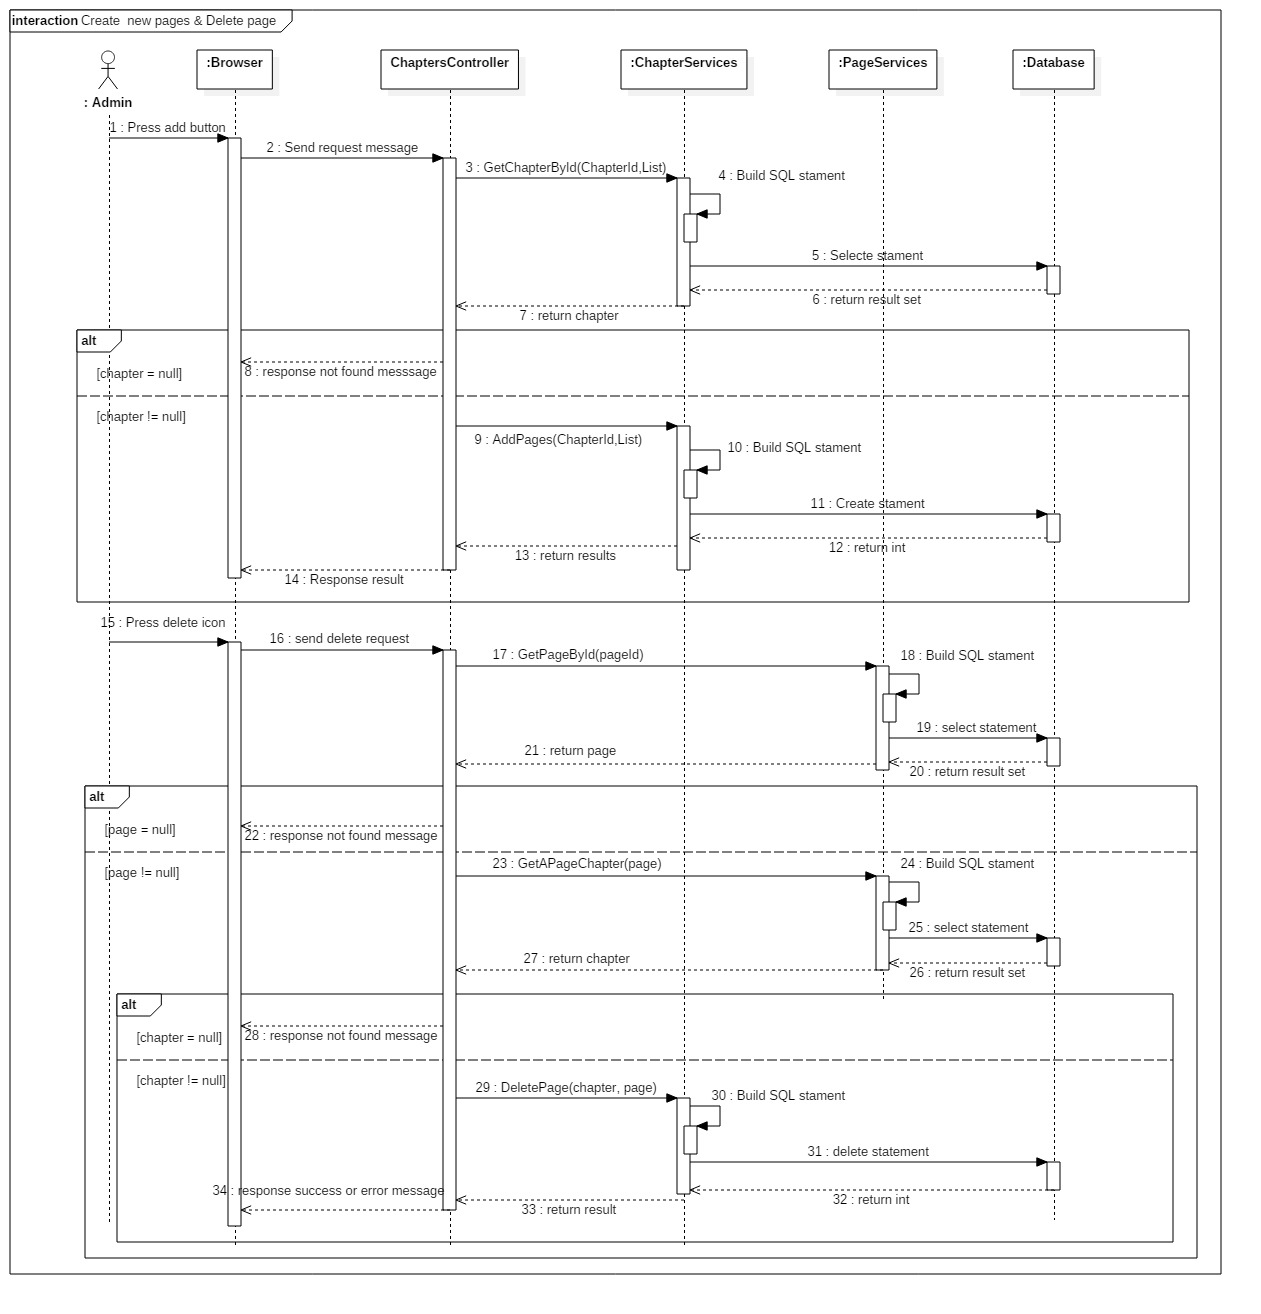 interaction Create  new pages & Delete page
:Browser
ChaptersController
:ChapterServices
:PageServices
:Database
: Admin
1 : Press add button
2 : Send request message
3 : GetChapterById(ChapterId,List)
4 : Build SQL stament
5 : Selecte stament
6 : return result set
7 : return chapter
alt
[chapter = null]
8 : response not found messsage
[chapter != null]
9 : AddPages(ChapterId,List)
10 : Build SQL stament
11 : Create stament
12 : return int
13 : return results
14 : Response result
15 : Press delete icon
16 : send delete request
17 : GetPageById(pageId)
18 : Build SQL stament
19 : select statement
20 : return result set
21 : return page
alt
[page = null]
22 : response not found message
[page != null]
23 : GetAPageChapter(page)
24 : Build SQL stament
25 : select statement
26 : return result set
27 : return chapter
alt
[chapter = null]
28 : response not found message
[chapter != null]
29 : DeletePage(chapter, page)
30 : Build SQL stament
31 : delete statement
32 : return int
33 : return result
34 : response success or error message